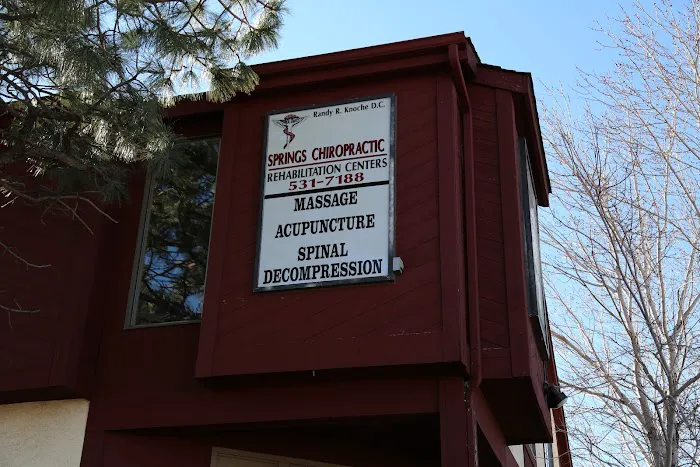 Randy R. Knoche D.C.
SPRINGS CHIROPRACTIC
REHABILITATION CENTERS
531-7188
MASSAGE
ACUPUNCTURE
SPINAL
DECOMPRESSION